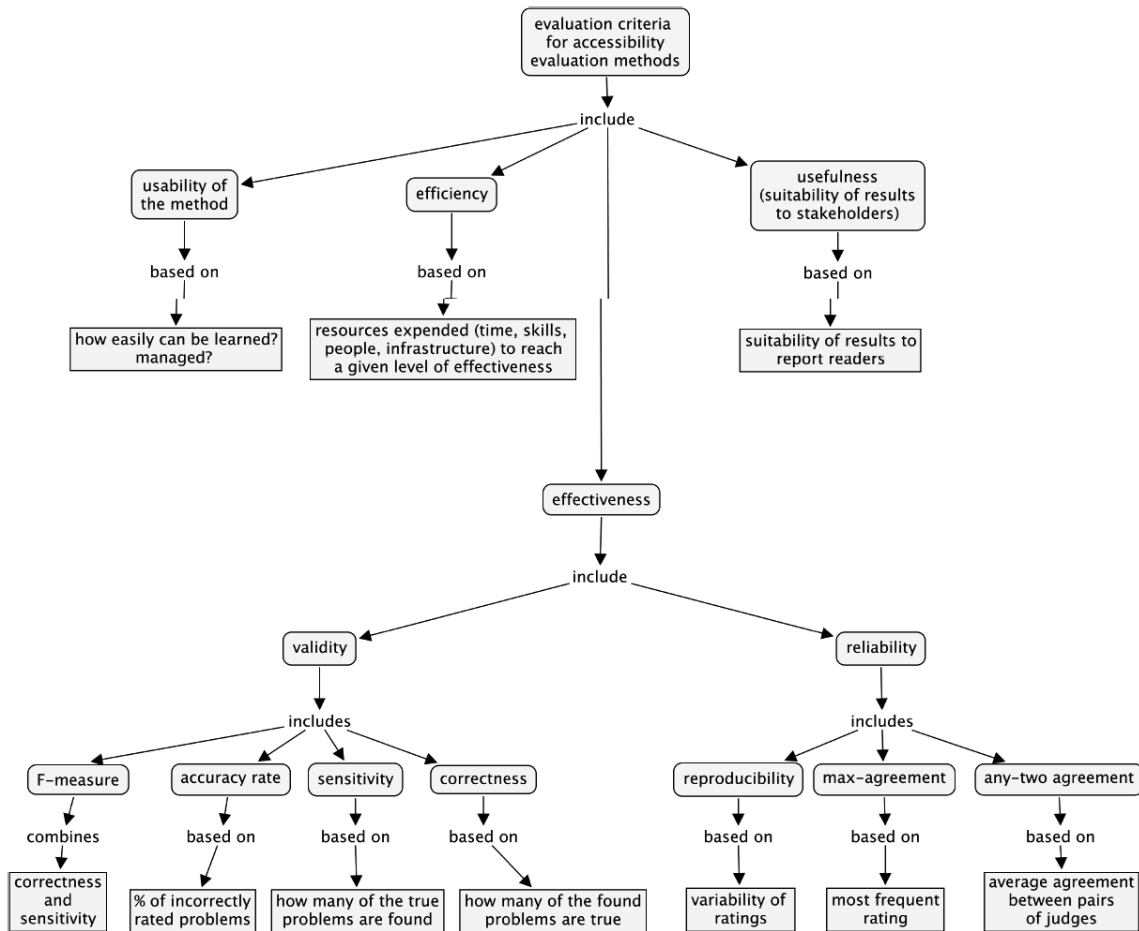 evaluation criteria
for accessibility
evaluation methods
include
usability of
the method
efficiency
usefulness
(suitability of results
to stakeholders)
based on
based on
based on
how easily can be learned?
managed?
resources expended (time, skills,
people, infrastructure) to reach
a given level of effectiveness
suitability of results to
report readers
effectiveness
include
validity
reliability
includes
includes
F-measure
accuracy rate
sensitivity
correctness
reproducibility
max-agreement
any-two agreement
combines
based on
based on
based on
based on
based on
based on
correctness
and
sensitivity
% of incorrectly
rated problems
how many of the true
problems are found
how many of the found
problems are true
variability of
ratings
most frequent
rating
average agreement
between pairs
of judges